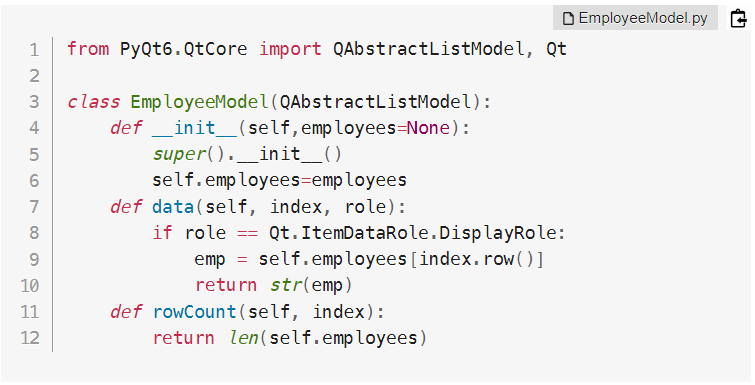 EmployeeModel.py
1 from PyQt6.QtCore import QAbstractListModel, Qt
2
3 class EmployeeModel(QAbstractListModel):
4     def __init__(self,employees=None):
5         super().__init__()
6         self.employees=employees
7     def data(self, index, role):
8         if role == Qt.ItemDataRole.DisplayRole:
9             emp = self.employees[index.row()]
10             return str(emp)
11     def rowCount(self, index):
12         return len(self.employees)